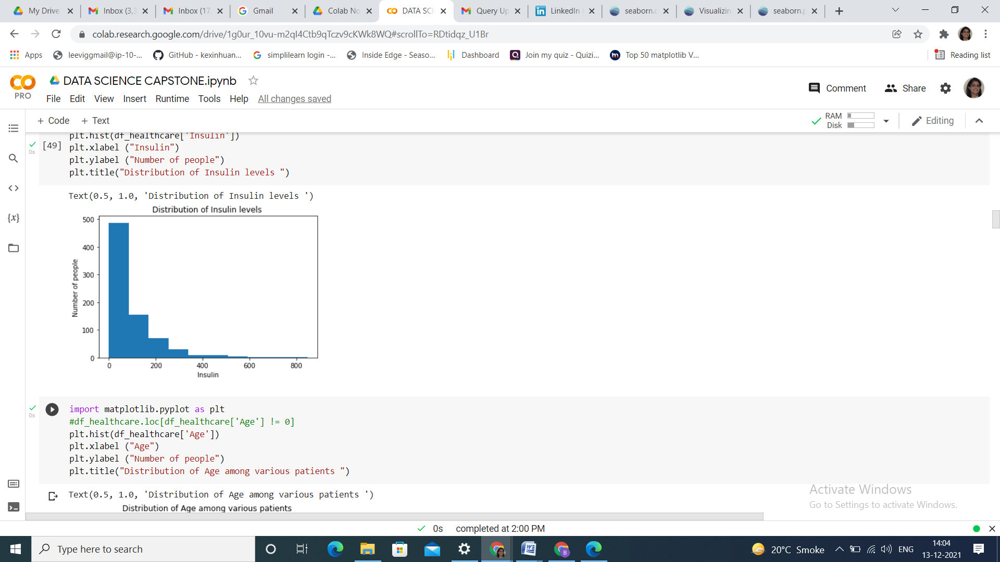 My Drive
Inbox (3,3
Inbox (17
Gmail
Colab No
DATA SCI
Query Up
LinkedIn
seaborn.c
Visualizin
seaborn.p
colab.research.google.com/drive/1g0ur_10vu-m2qI4Ctb9qTczv9cKWk8WQ#scrollTo=RDtidqz_U1Br
Apps
leeviggmail@ip-10-...
GitHub - kexinhuan...
simplilearn login -...
Inside Edge - Seaso...
Dashboard
Join my quiz - Quizi...
Top 50 matplotlib V...
Reading list
PRO
DATA SCIENCE CAPSTONE.ipynb
File Edit View Insert Runtime Tools Help All changes saved
Comment
Share
+ Code + Text
RAM
Disk
Editing
plt.hist(df_healthcare['Insulin'])
[49] plt.xlabel ("Insulin")
0s
plt.ylabel ("Number of people")
plt.title("Distribution of Insulin levels ")
Text(0.5, 1.0, 'Distribution of Insulin levels ')
Distribution of Insulin levels
500
400
300
200
100
0
Number of people
0 200 400 600 800
Insulin
0s
import matplotlib.pyplot as plt
#df_healthcare.loc[df_healthcare['Age'] != 0]
plt.hist(df_healthcare['Age'])
plt.xlabel ("Age")
plt.ylabel ("Number of people")
plt.title("Distribution of Age among various patients ")
Text(0.5, 1.0, 'Distribution of Age among various patients ')
Distribution of Age among various patients
Activate Windows
Go to Settings to activate Windows.
0s completed at 2:00 PM
Type here to search
20°C Smoke
ENG
14:04
13-12-2021